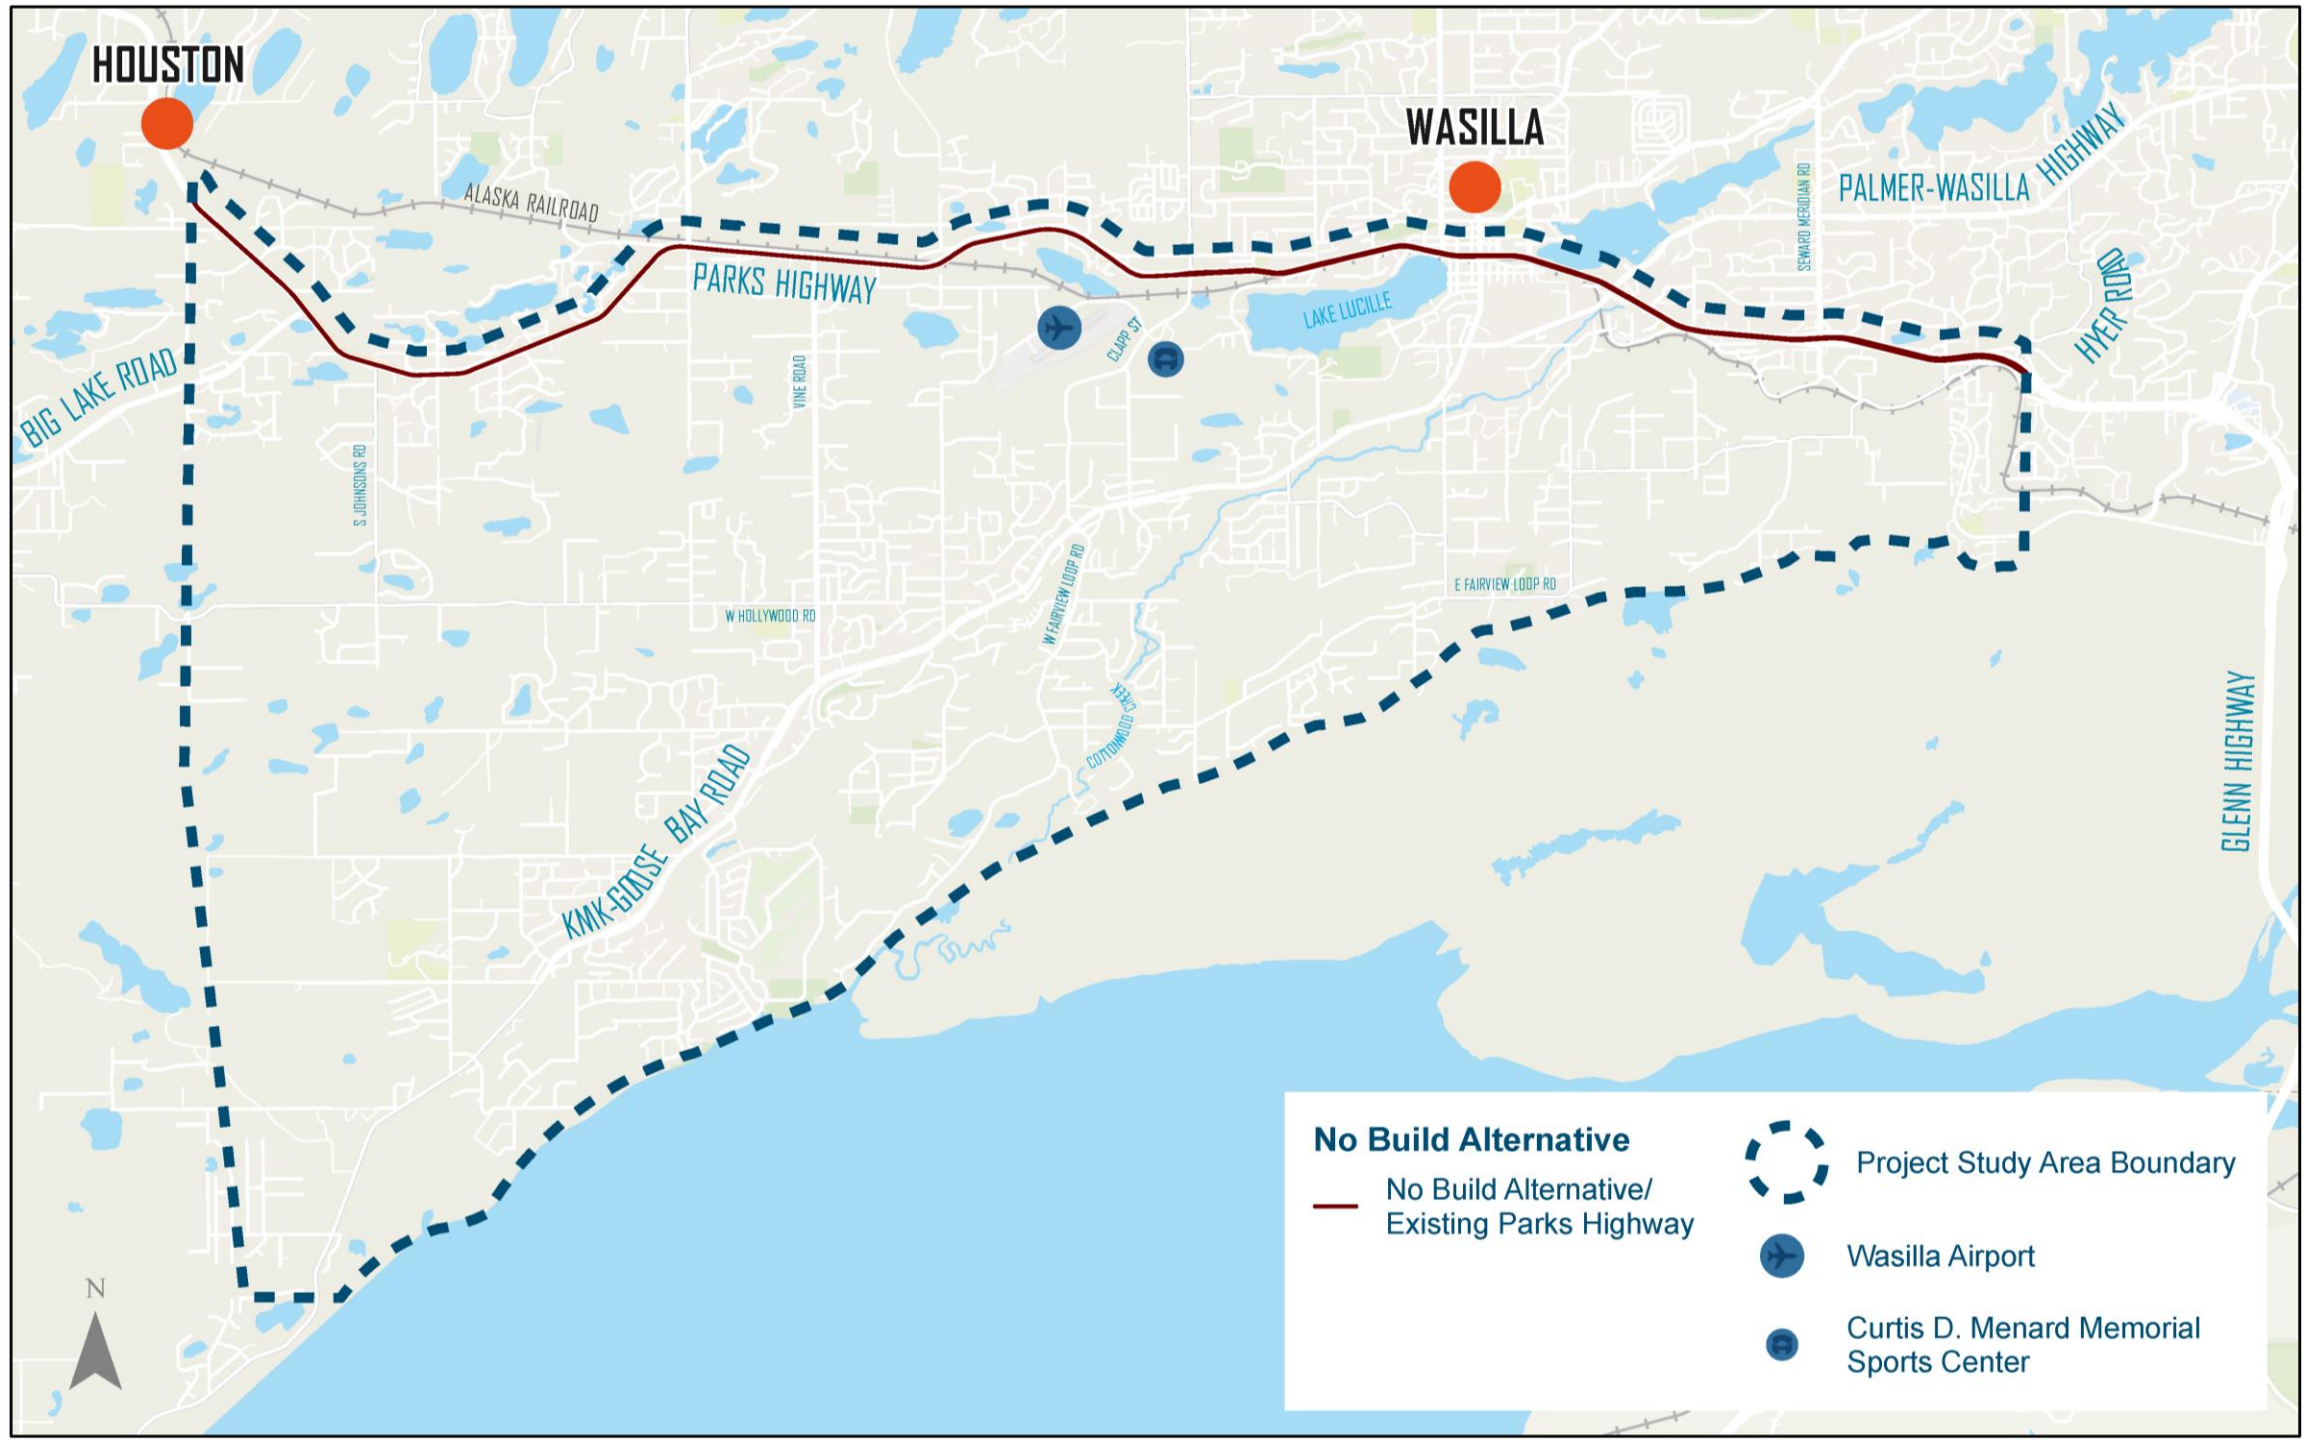 HOUSTON
WASILLA
ALASKA RAILROAD
PALMER-WASILLA HIGHWAY
SEWARD MERIDIAN RD
HYER ROAD
PARKS HIGHWAY
LAKE LUCILLE
CLAPP ST
BIG LAKE ROAD
VINE ROAD
S JOHNSONS RD
W HOLLYWOOD RD
W FAIRVIEW LOOP RD
E FAIRVIEW LOOP RD
COTTONWOOD CREEK
KMK-GOOSE BAY ROAD
GLENN HIGHWAY
N
No Build Alternative
No Build Alternative/
Existing Parks Highway
Project Study Area Boundary
Wasilla Airport
Curtis D. Menard Memorial
Sports Center